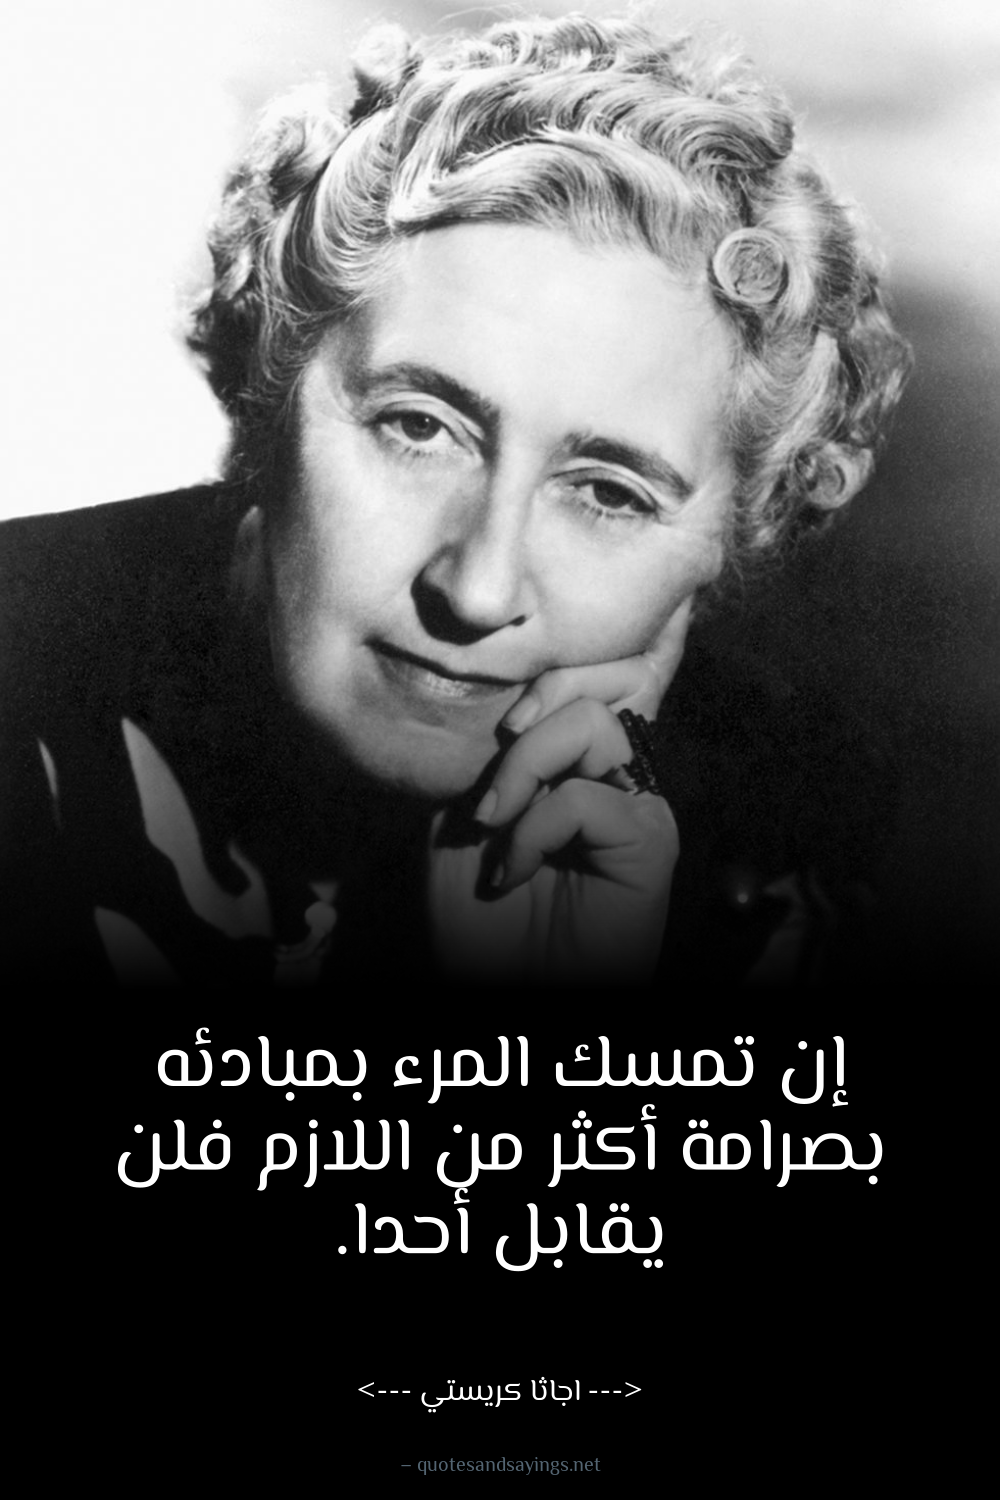 إن تمسك المرء بمبادئه
بصرامة أكثر من اللازم فلن
يقابل أحدا.
<--- اجاثا كريستي --->
– quotesandsayings.net